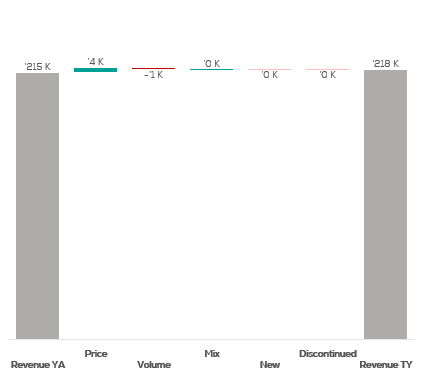 '215 K
'4 K
-'1 K
'0 K
'0 K
'0 K
'218 K
Revenue YA
Price
Volume
Mix
New
Discontinued
Revenue TY